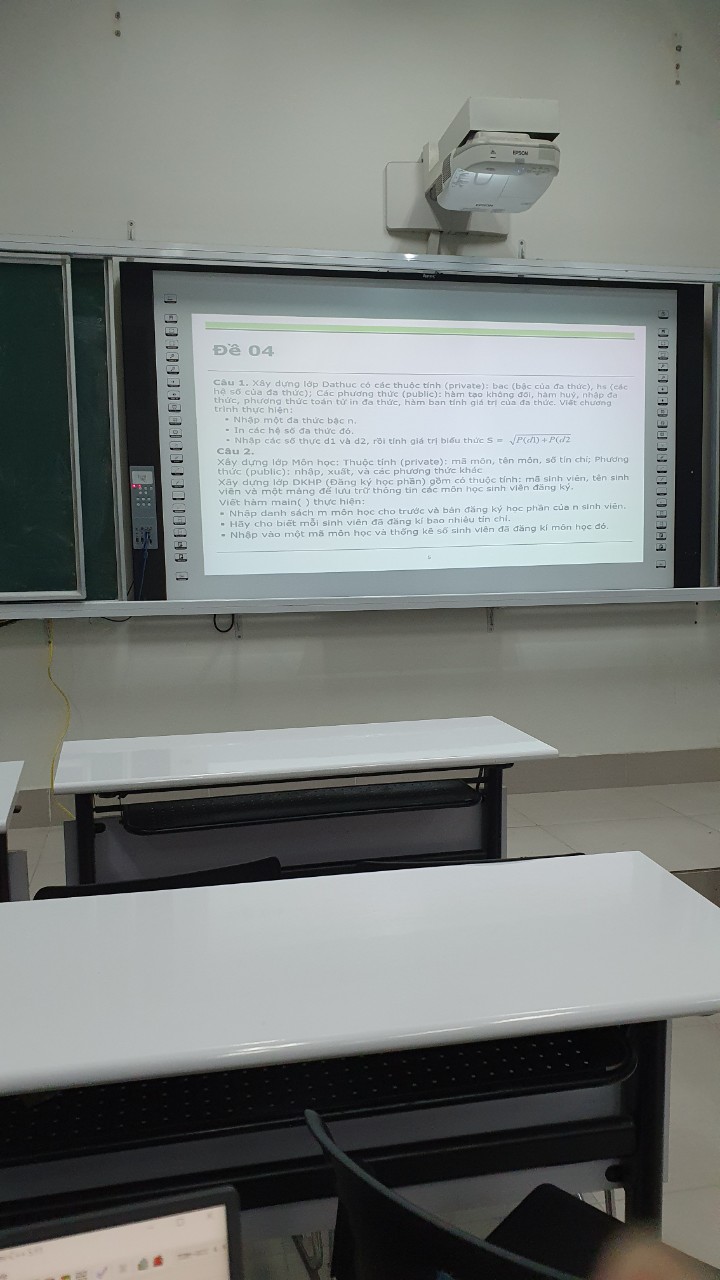 EPSON
Đề 04
Câu 1. Xây dựng lớp Dathuc có các thuộc tính (private): bac (bậc của đa thức), hs (các
hệ số của đa thức); Các phương thức (public): hàm tạo không đối, hàm huỷ, nhập đa
thức, phương thức toán tử in đa thức, hàm bạn tính giá trị của đa thức. Viết chương
trình thực hiện:
• Nhập một đa thức bậc n.
• In các hệ số đa thức đó.
• Nhập các số thực d1 và d2, rồi tính giá trị biểu thức S = √P(d1)+P(d2
Câu 2.
Xây dựng lớp Môn học: Thuộc tính (private): mã môn, tên môn, số tín chỉ; Phương
thức (public): nhập, xuất, và các phương thức khác
Xây dựng lớp DKHP (Đăng ký học phần) gồm có thuộc tính: mã sinh viên, tên sinh
viên và một mảng để lưu trữ thông tin các môn học sinh viên đăng ký.
Viết hàm main( ) thực hiện:
• Nhập danh sách m môn học cho trước và bản đăng ký học phần của n sinh viên.
• Hãy cho biết mỗi sinh viên đã đăng kí bao nhiêu tín chỉ.
• Nhập vào một mã môn học và thống kê số sinh viên đã đăng kí môn học đó.